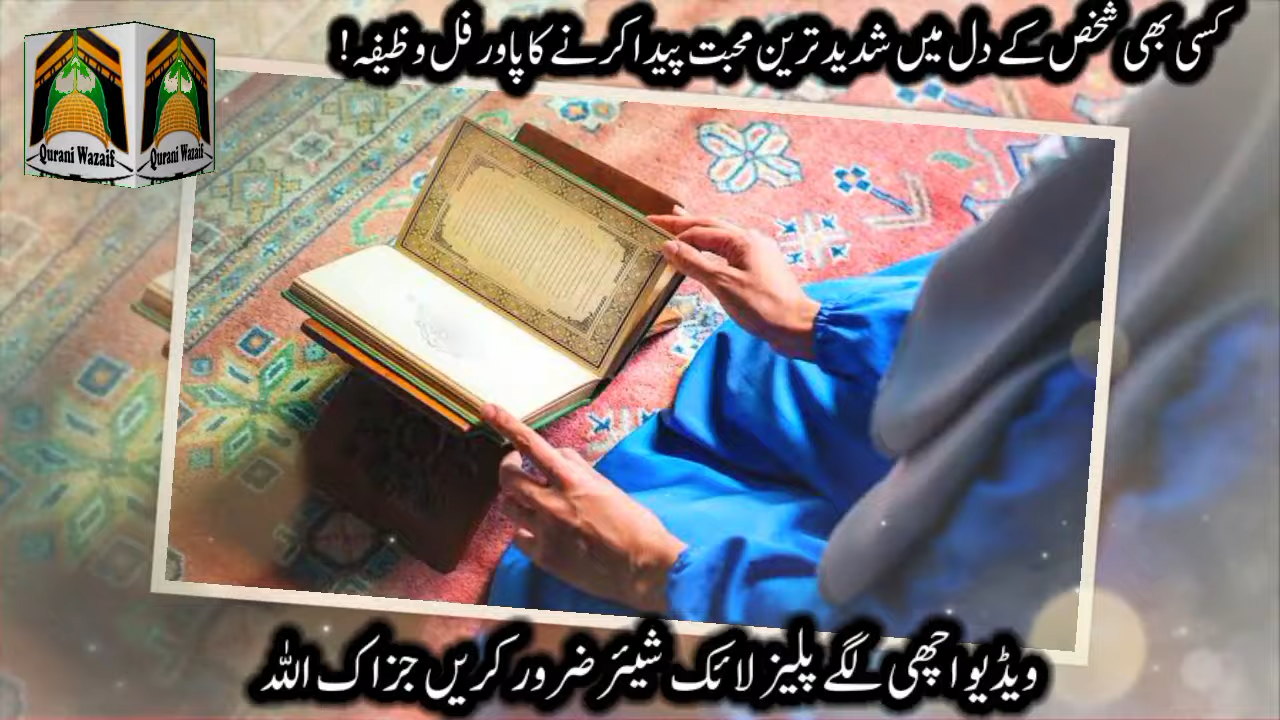 کسی بھی شخص کے دل میں شدید ترین محبت پیدا کرنے کا پاور فل وظیفہ!
Qurani Wazaif
Qurani Wazaif
ویڈیو اچھی لگے پلیز لائک شیئر ضرور کریں جزاک اللہ